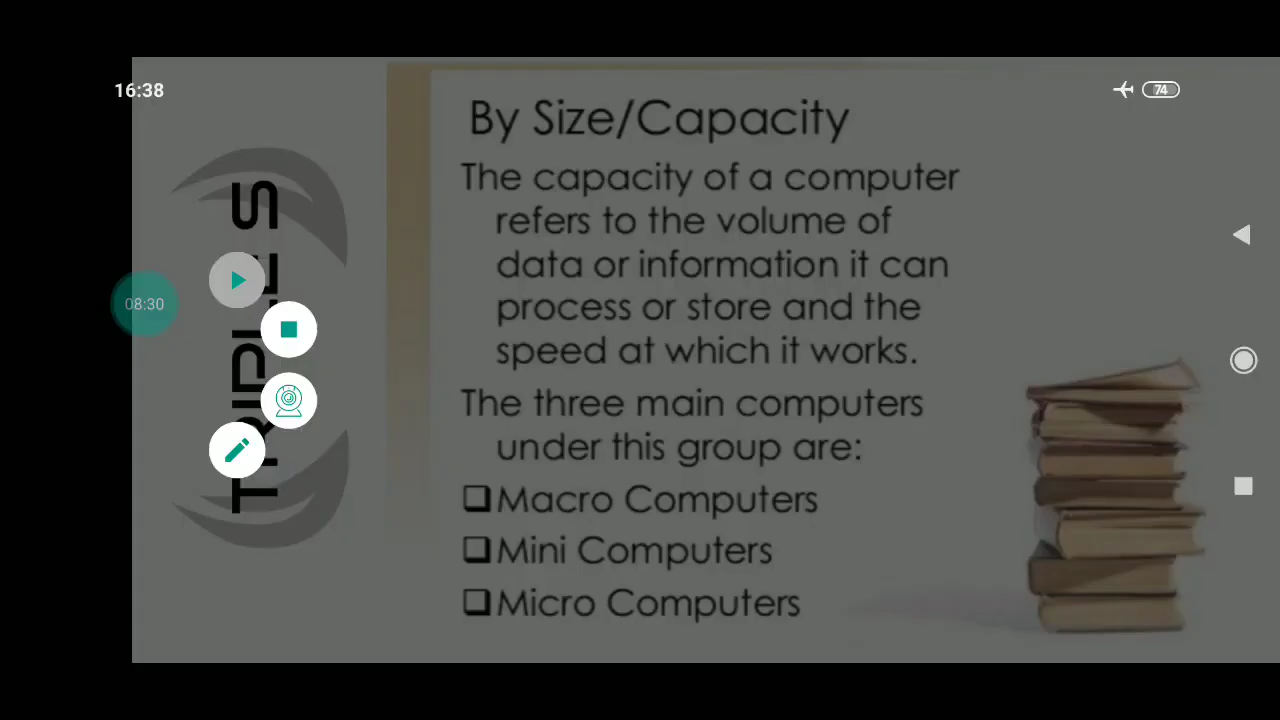 16:38
74
By Size/Capacity
The capacity of a computer
refers to the volume of
data or information it can
process or store and the
speed at which it works.
The three main computers
under this group are:
Macro Computers
Mini Computers
Micro Computers
TRIPLE S
08:30